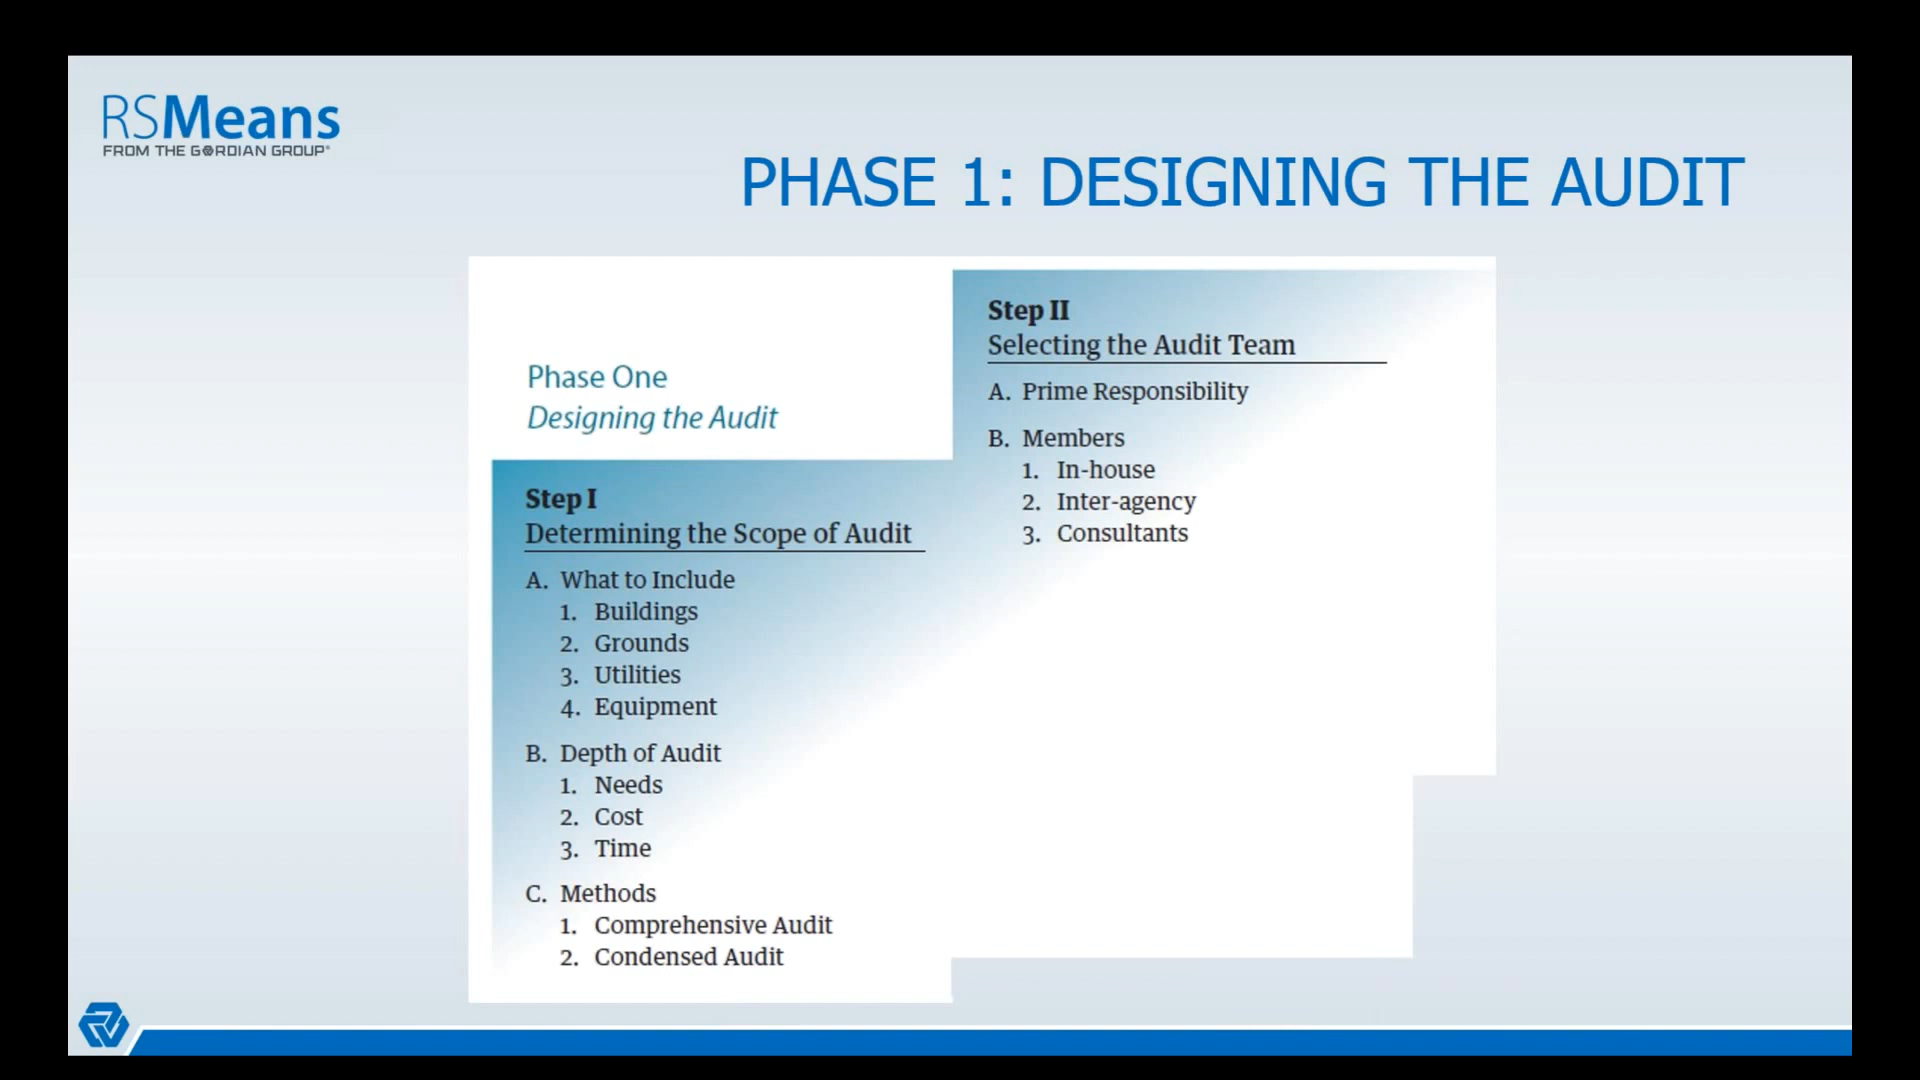 RSMeans
FROM THE GORDIAN GROUP®
PHASE 1: DESIGNING THE AUDIT
Phase One
Designing the Audit
Step I
Determining the Scope of Audit
A. What to Include
1. Buildings
2. Grounds
3. Utilities
4. Equipment
B. Depth of Audit
1. Needs
2. Cost
3. Time
C. Methods
1. Comprehensive Audit
2. Condensed Audit
Step II
Selecting the Audit Team
A. Prime Responsibility
B. Members
1. In-house
2. Inter-agency
3. Consultants